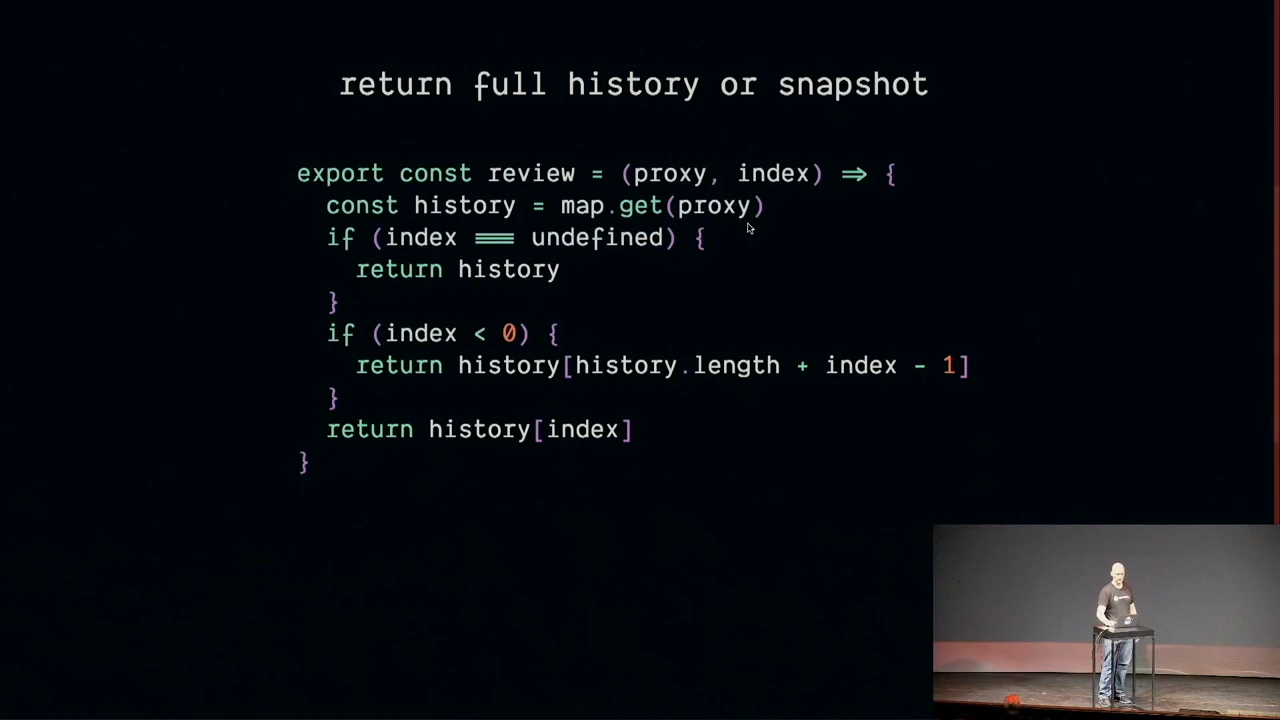 return full history or snapshot
export const review = (proxy, index) => {
const history = map.get(proxy)
if (index === undefined) {
return history
}
if (index < 0) {
return history[history.length + index - 1]
}
return history[index]
}